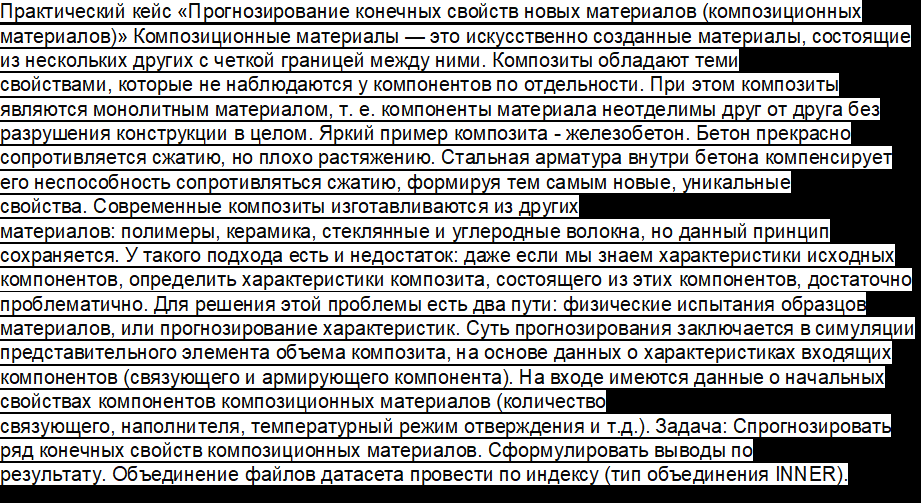 Практический кейс «Прогнозирование конечных свойств новых материалов (композиционных
материалов)» Композиционные материалы — это искусственно созданные материалы, состоящие
из нескольких других с четкой границей между ними. Композиты обладают теми
свойствами, которые не наблюдаются у компонентов по отдельности. При этом композиты
являются монолитным материалом, т. е. компоненты материала неотделимы друг от друга без
разрушения конструкции в целом. Яркий пример композита - железобетон. Бетон прекрасно
сопротивляется сжатию, но плохо растяжению. Стальная арматура внутри бетона компенсирует
его неспособность сопротивляться сжатию, формируя тем самым новые, уникальные
свойства. Современные композиты изготавливаются из других
материалов: полимеры, керамика, стеклянные и углеродные волокна, но данный принцип
сохраняется. У такого подхода есть и недостаток: даже если мы знаем характеристики исходных
компонентов, определить характеристики композита, состоящего из этих компонентов, достаточно
проблематично. Для решения этой проблемы есть два пути: физические испытания образцов
материалов, или прогнозирование характеристик. Суть прогнозирования заключается в симуляции
представительного элемента объема композита, на основе данных о характеристиках входящих
компонентов (связующего и армирующего компонента). На входе имеются данные о начальных
свойствах компонентов композиционных материалов (количество
связующего, наполнителя, температурный режим отверждения и т.д.). Задача: Спрогнозировать
ряд конечных свойств композиционных материалов. Сформулировать выводы по
результату. Объединение файлов датасета провести по индексу (тип объединения INNER).